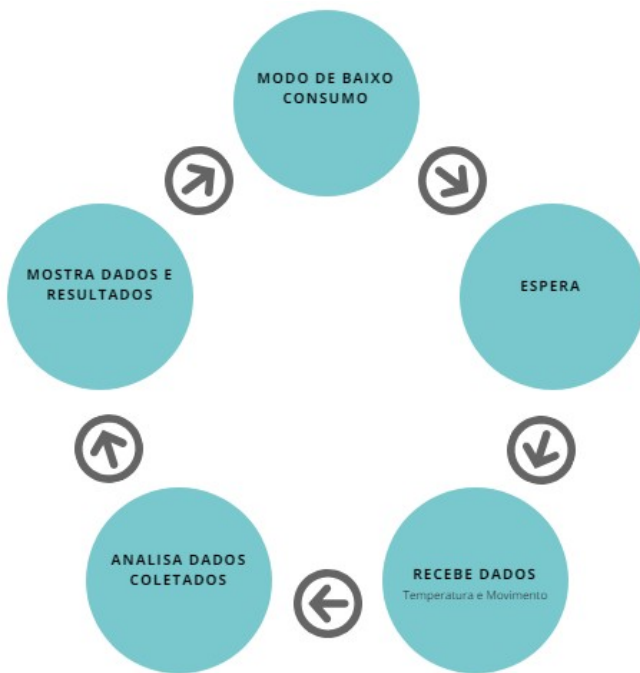 MODO DE BAIXO
CONSUMO
ESPERA
RECEBE DADOS
Temperatura e Movimento
ANALISA DADOS
COLETADOS
MOSTRA DADOS E
RESULTADOS